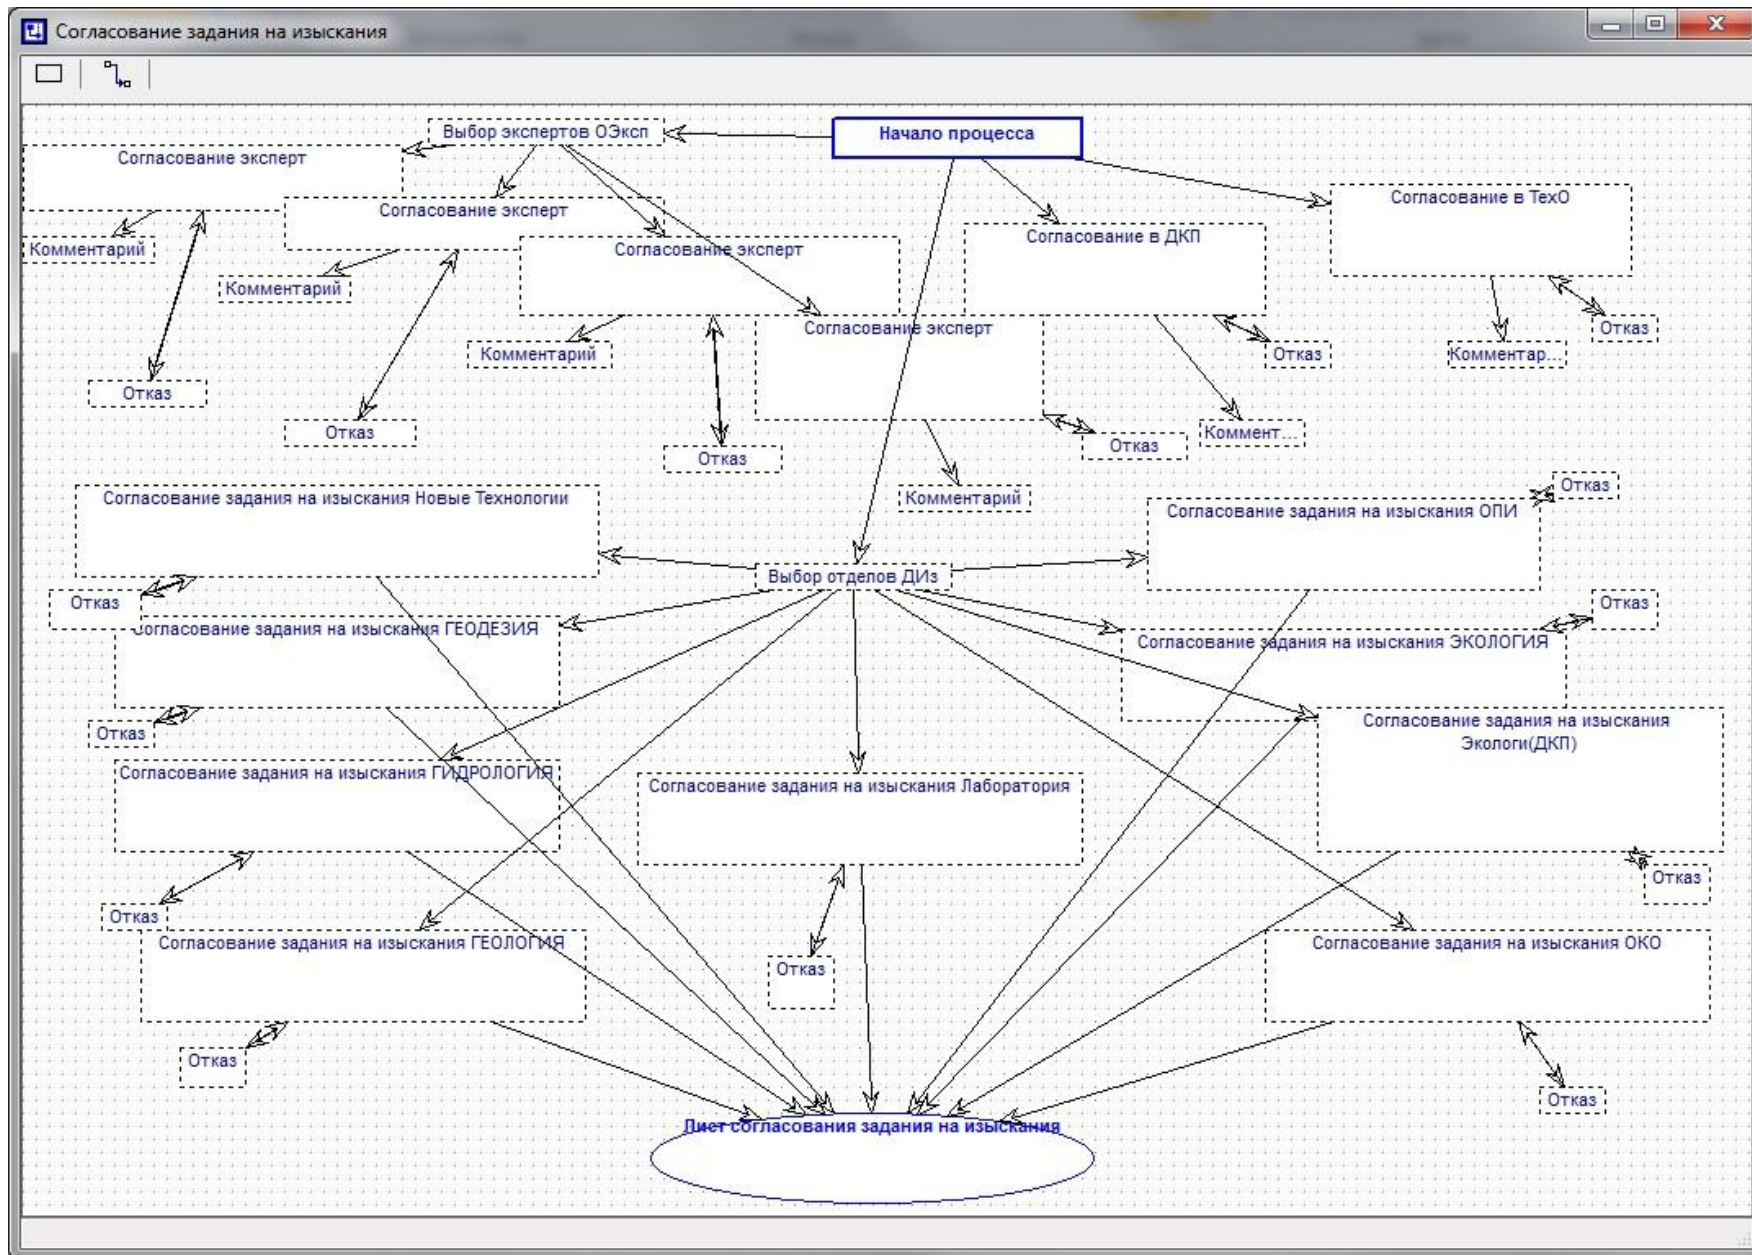 Согласование задания на изыскания
Выбор экспертов ОЭксп
Начало процесса
Согласование эксперт
Согласование в ТехО
Согласование эксперт
Согласование в ДКП
Комментарий
Согласование эксперт
Комментарий
Согласование эксперт
Отказ
Комментарий
Отказ
Комментар...
Отказ
Отказ
Коммент...
Отказ
Отказ
Согласование задания на изыскания Новые Технологии
Комментарий
Отказ
Согласование задания на изыскания ОПИ
Выбор отделов ДИз
Отказ
Отказ
Согласование задания на изыскания ГЕОДЕЗИЯ
Согласование задания на изыскания ЭКОЛОГИЯ
Отказ
Согласование задания на изыскания
Экологи(ДКП)
Согласование задания на изыскания ГИДРОЛОГИЯ
Согласование задания на изыскания Лаборатория
Отказ
Отказ
Согласование задания на изыскания ГЕОЛОГИЯ
Согласование задания на изыскания ОКО
Отказ
Отказ
Отказ
Лист согласования задания на изыскания